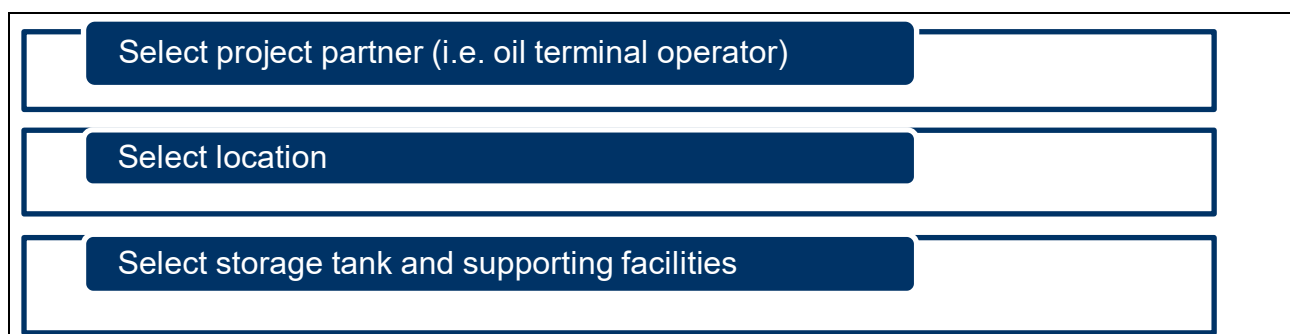 Select project partner (i.e. oil terminal operator)
Select location
Select storage tank and supporting facilities